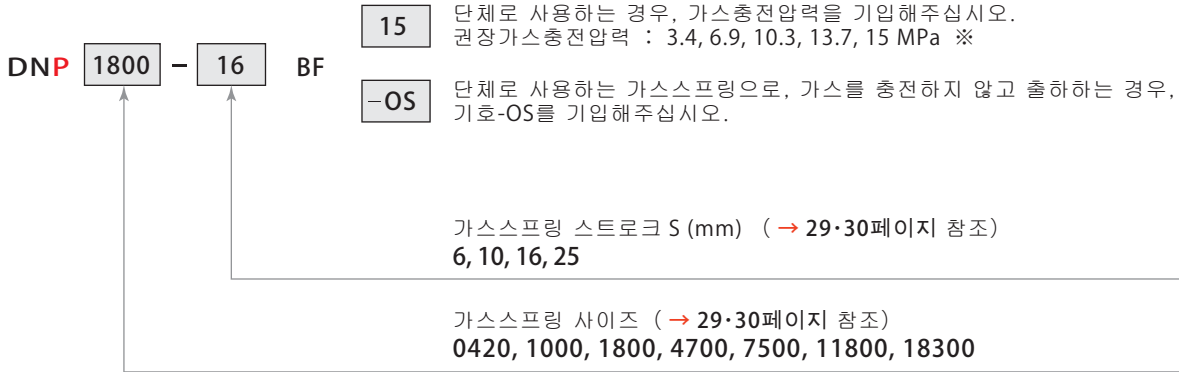 15 단체로 사용하는 경우, 가스충전압력을 기입해주십시오.
권장가스충전압력 : 3.4, 6.9, 10.3, 13.7, 15 MPa ※
DNP 1800 – 16 BF
–OS 단체로 사용하는 가스스프링으로, 가스를 충전하지 않고 출하하는 경우,
기호-OS를 기입해주십시오.
가스스프링 스트로크 S (mm) ( → 29·30페이지 참조)
6, 10, 16, 25
가스스프링 사이즈 ( → 29·30페이지 참조)
0420, 1000, 1800, 4700, 7500, 11800, 18300